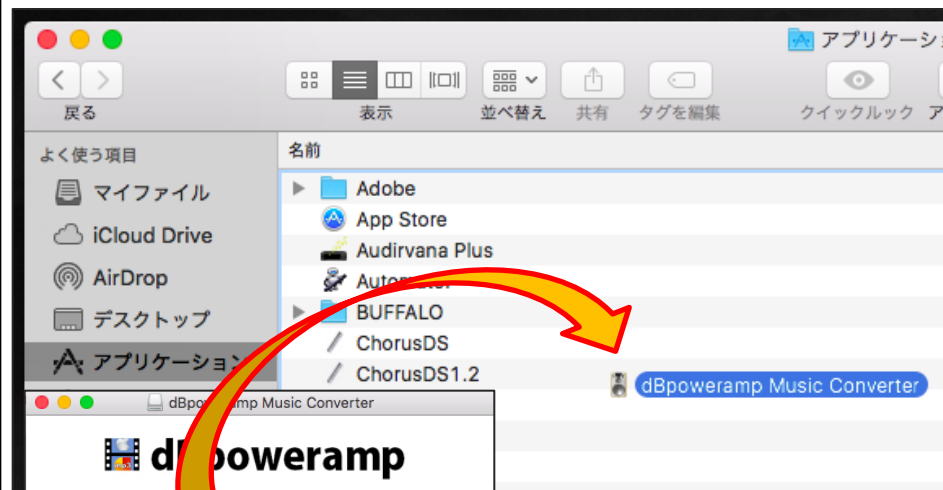 アプリケーシ
戻る
表示
並べ替え
共有
タグを編集
クイックルック
よく使う項目
名前
マイファイル
iCloud Drive
AirDrop
デスクトップ
アプリケーション
Adobe
App Store
Audirvana Plus
Automator
BUFFALO
ChorusDS
ChorusDS1.2
dBpoweramp Music Converter
dBpoweramp Music Converter
dBpoweramp